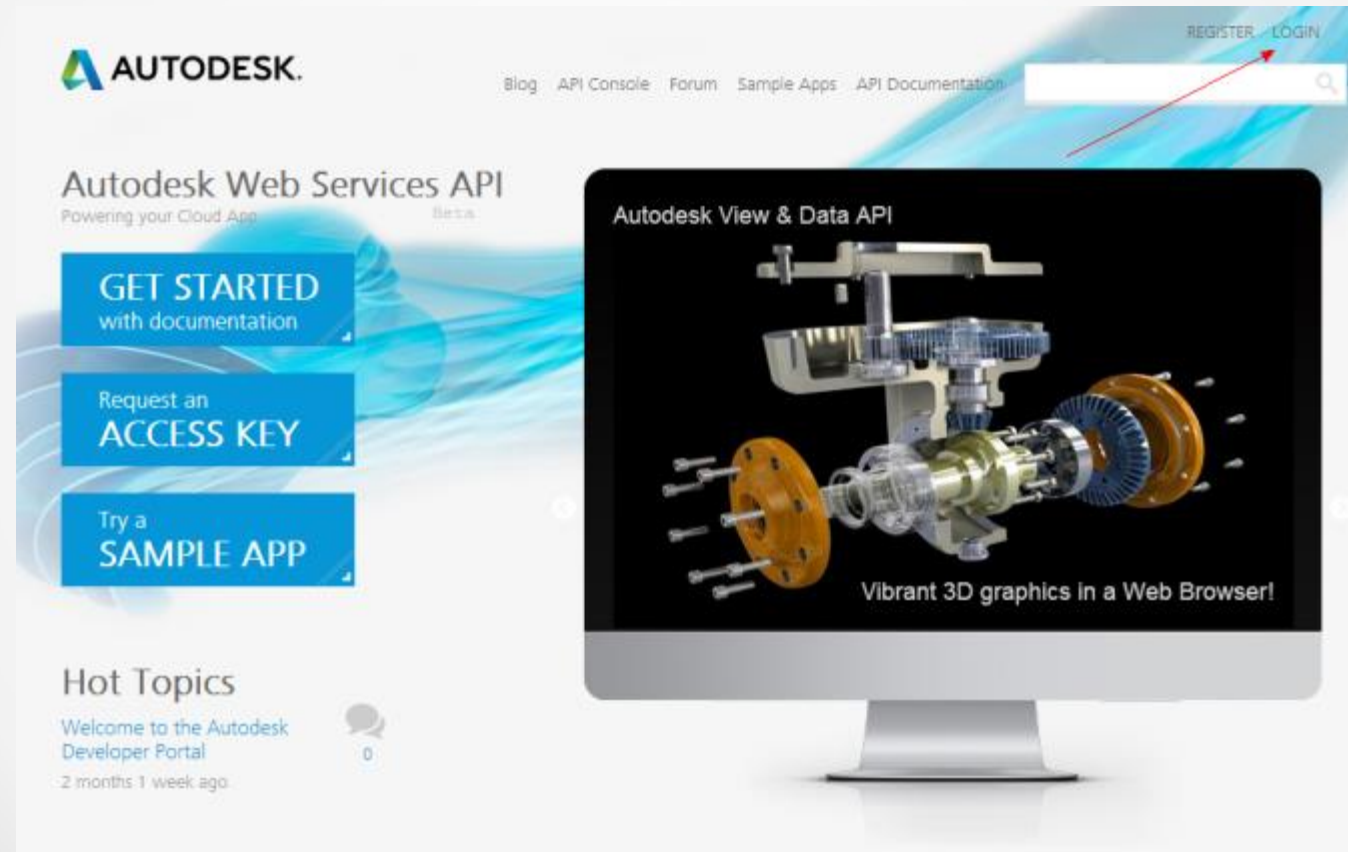 REGISTER LOGIN
AUTODESK.
Blog API Console Forum Sample Apps API Documentation
Autodesk Web Services API
Powering your Cloud App Beta
GET STARTED
with documentation
Request an
ACCESS KEY
Try a
SAMPLE APP
Autodesk View & Data API
Vibrant 3D graphics in a Web Browser!
Hot Topics
Welcome to the Autodesk
Developer Portal
0
2 months 1 week ago